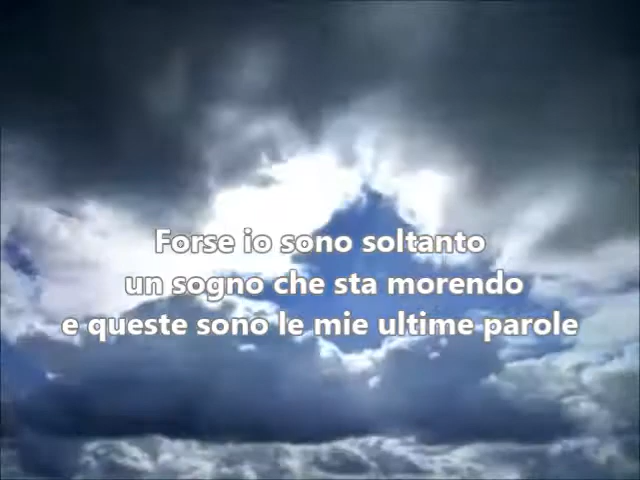 Forse io sono soltanto
un sogno che sta morendo
e queste sono le mie ultime parole